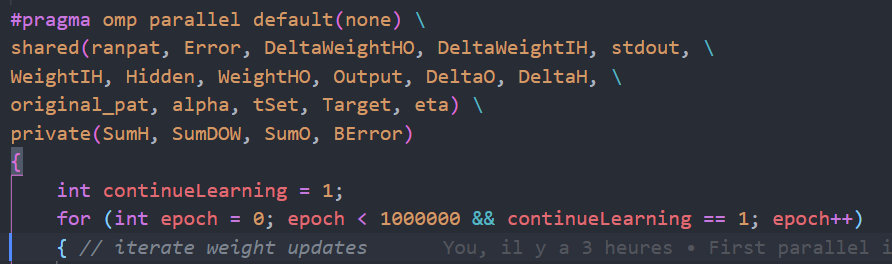 #pragma omp parallel default(none) \
shared(ranpat, Error, DeltaWeightHO, DeltaWeightIH, stdout, \
WeightIH, Hidden, WeightHO, Output, DeltaO, DeltaH, \
original_pat, alpha, tSet, Target, eta) \
private(SumH, SumDOW, SumO, BError)
{
int continueLearning = 1;
for (int epoch = 0; epoch < 1000000 && continueLearning == 1; epoch++)
{ // iterate weight updates You, il y a 3 heures • First parallel i